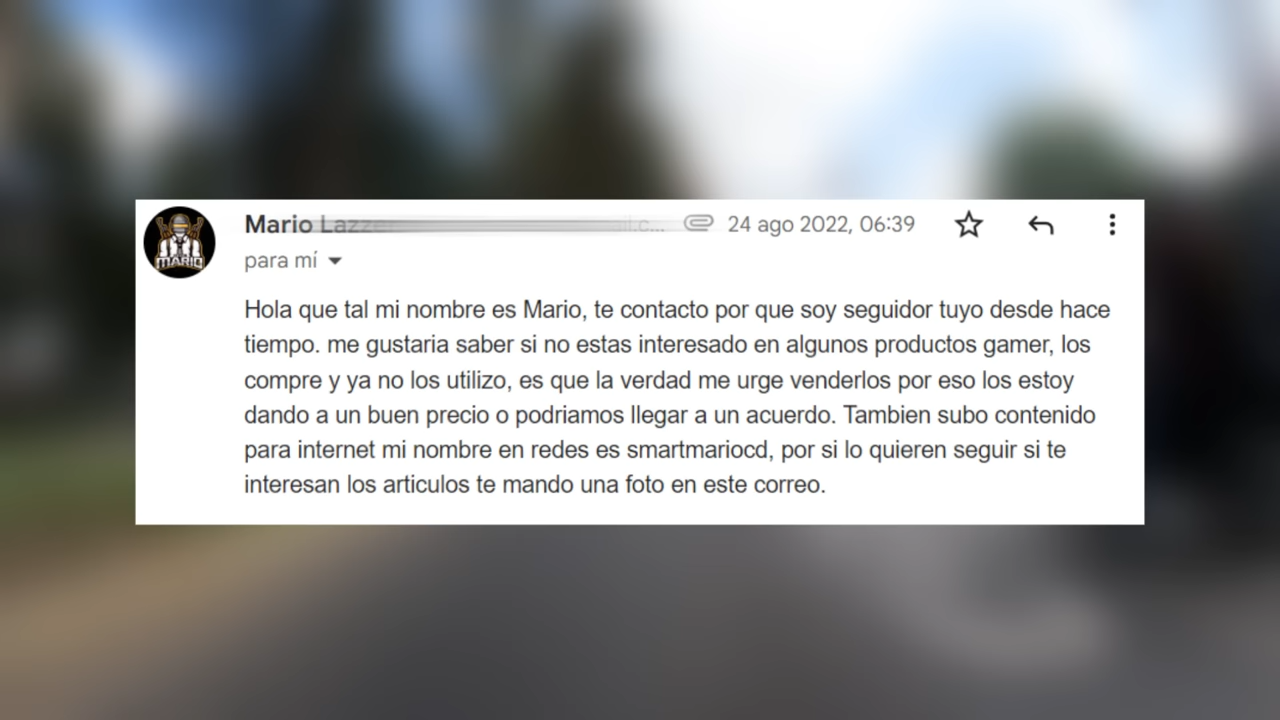 Mario
24 ago 2022, 06:39
MARIO
para mí
Hola que tal mi nombre es Mario, te contacto por que soy seguidor tuyo desde hace
tiempo. me gustaria saber si no estas interesado en algunos productos gamer, los
compre y ya no los utilizo, es que la verdad me urge venderlos por eso los estoy
dando a un buen precio o podriamos llegar a un acuerdo. Tambien subo contenido
para internet mi nombre en redes es smartmariocd, por si lo quieren seguir si te
interesan los articulos te mando una foto en este correo.